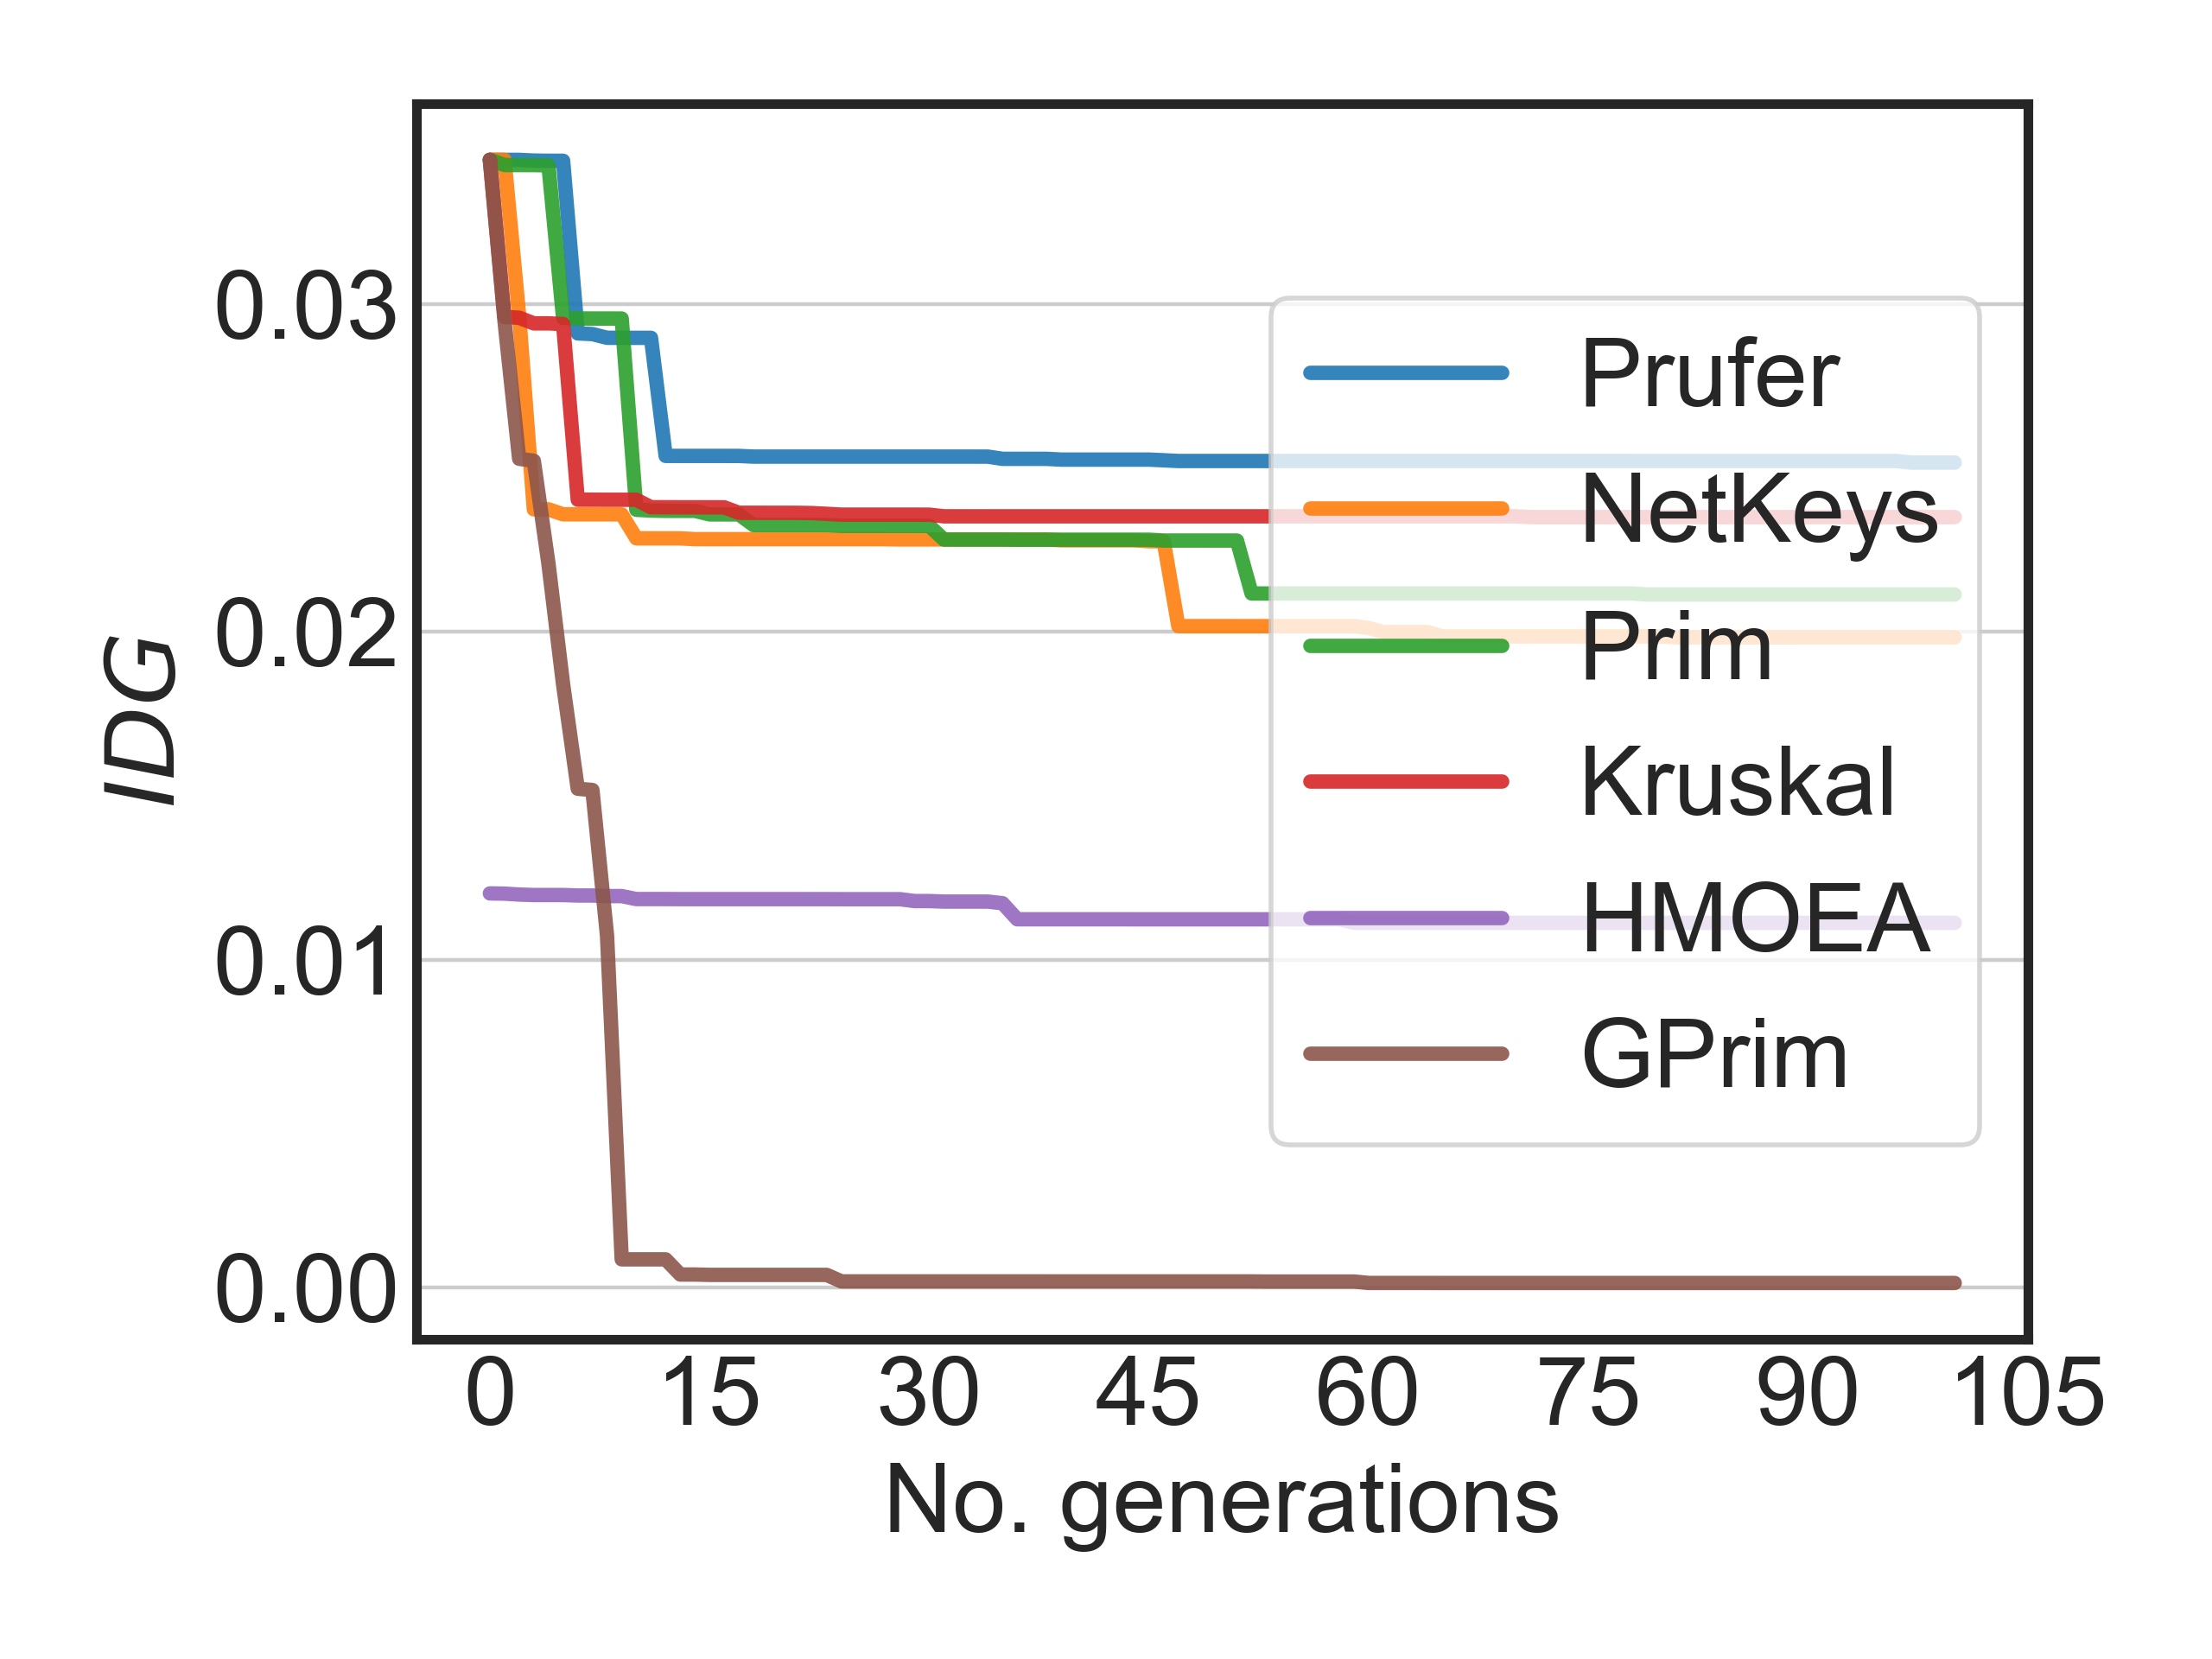 IDG
0.03
0.02
0.01
0.00
0 15 30 45 60 75 90 105
No. generations
Prufer
NetKeys
Prim
Kruskal
HMOEA
GPrim